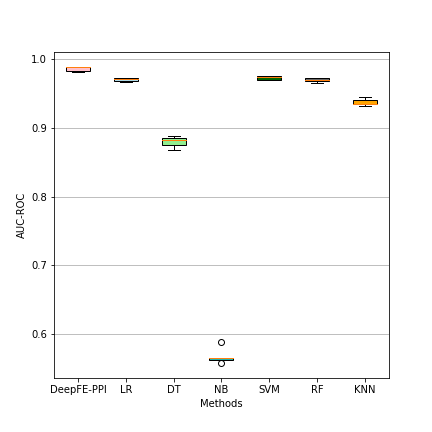 1.0
0.9
0.8
0.7
0.6
AUC-ROC
DeepFE-PPI LR DT NB SVM RF KNN
Methods